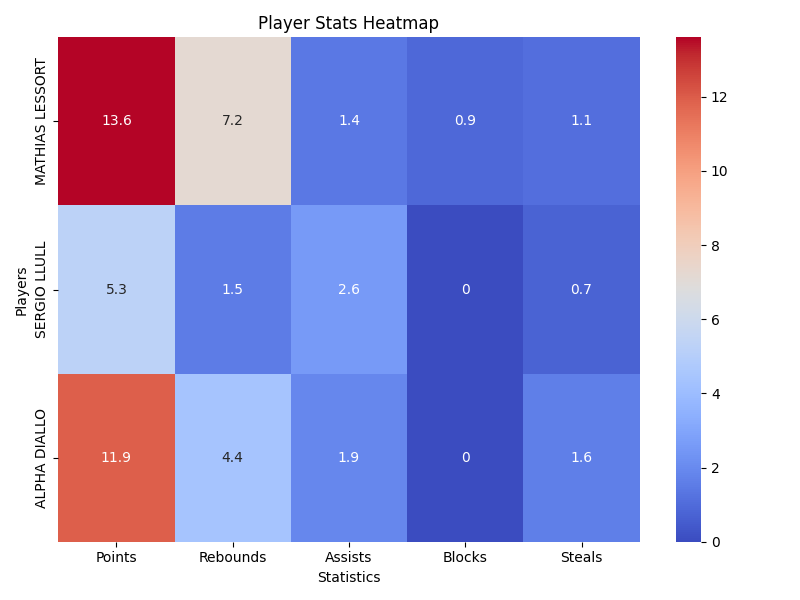 Player Stats Heatmap
Players
MATHIAS LESSORT
13.6 7.2 1.4 0.9 1.1
SERGIO LLULL
5.3 1.5 2.6 0 0.7
ALPHA DIALLO
11.9 4.4 1.9 0 1.6
Points Rebounds Assists Blocks Steals
Statistics
12
10
8
6
4
2
0